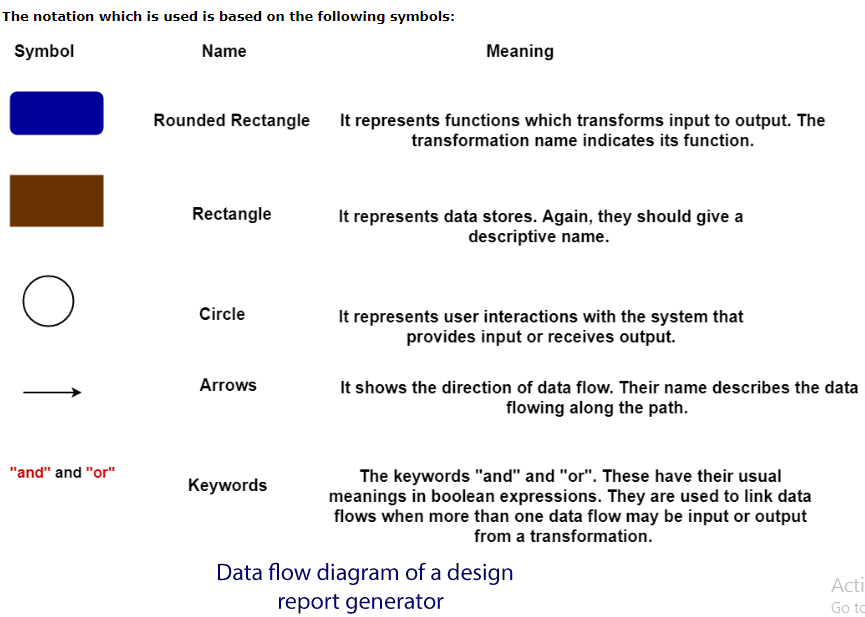 The notation which is used is based on the following symbols:
Symbol Name Meaning
Rounded Rectangle It represents functions which transforms input to output. The
transformation name indicates its function.
Rectangle It represents data stores. Again, they should give a
descriptive name.
Circle It represents user interactions with the system that
provides input or receives output.
Arrows It shows the direction of data flow. Their name describes the data
flowing along the path.
"and" and "or" Keywords The keywords "and" and "or". These have their usual
meanings in boolean expressions. They are used to link data
flows when more than one data flow may be input or output
from a transformation.
Data flow diagram of a design
report generator
Acti
Go to